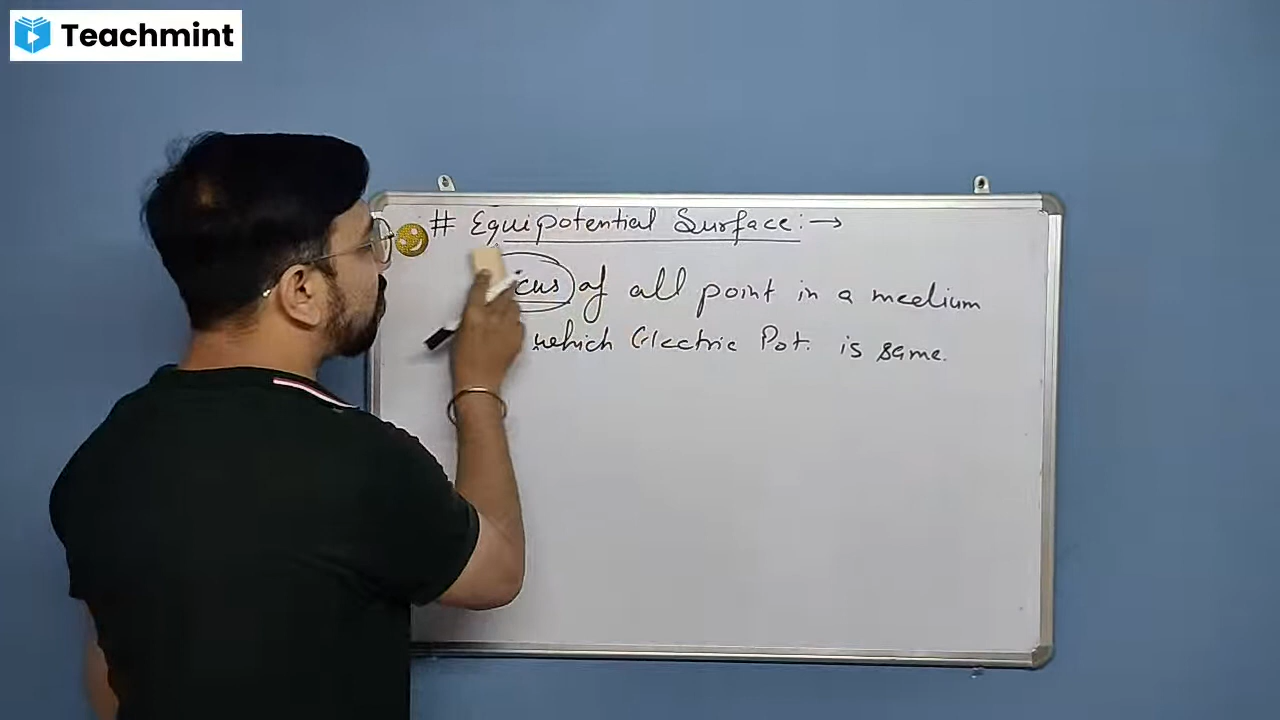 Teachmint
# Equipotential Surface: →
cus of all point in a medium
which Electric Pot. is same.